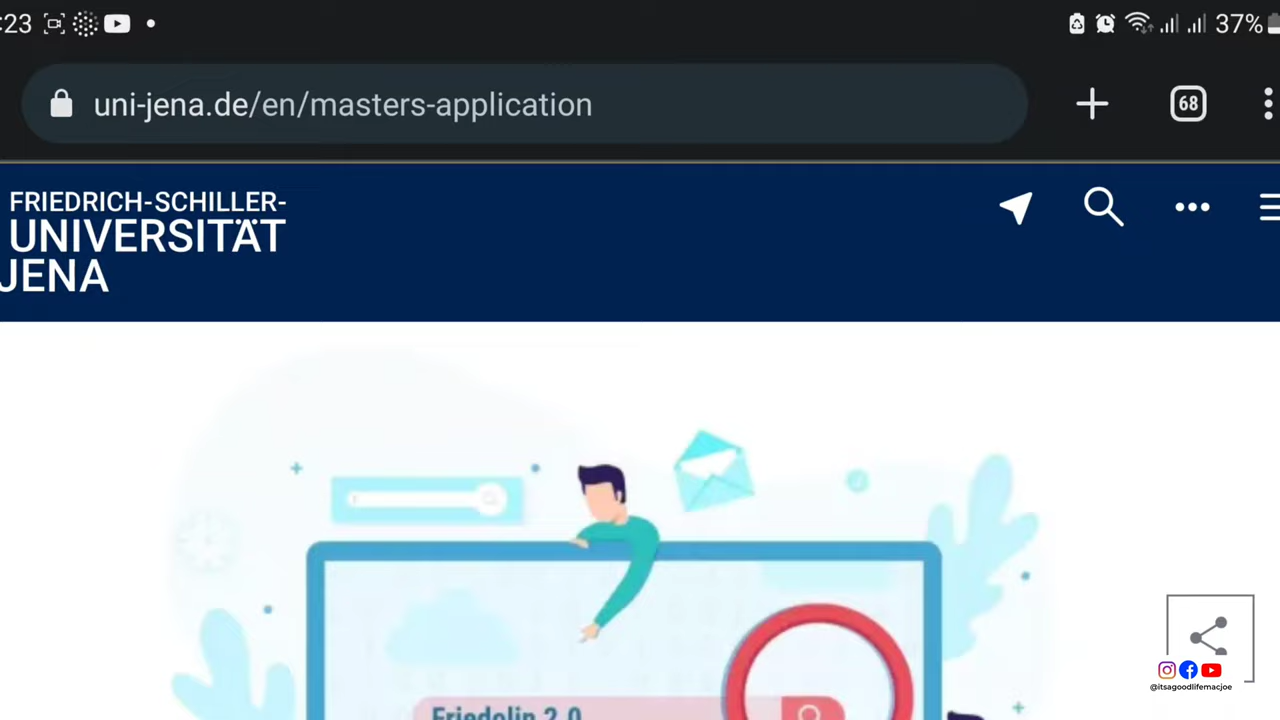 :23
37%
uni-jena.de/en/masters-application
68
FRIEDRICH-SCHILLER-
UNIVERSITÄT
JENA
Friedolin 2.0
@itsagoodlifemacjoe